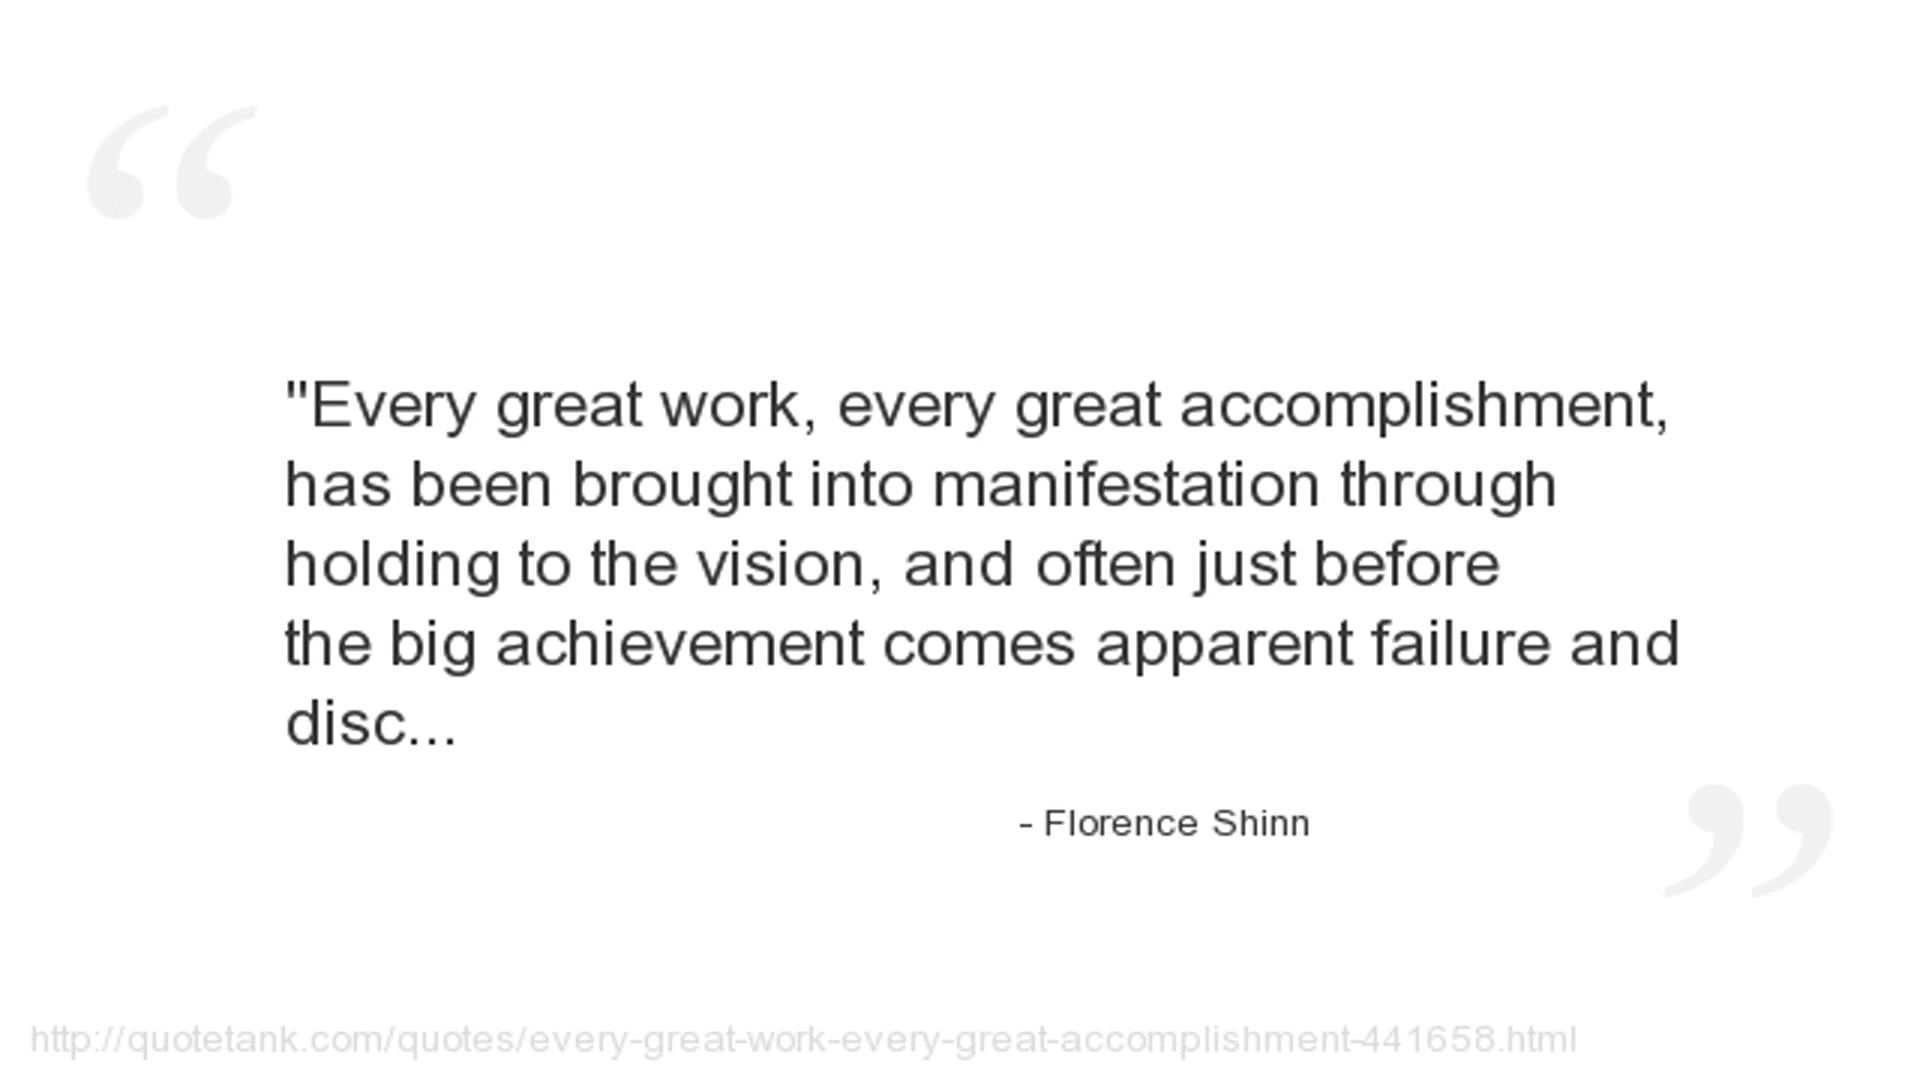 "Every great work, every great accomplishment,
has been brought into manifestation through
holding to the vision, and often just before
the big achievement comes apparent failure and
disc...
- Florence Shinn
http://quotetank.com/quotes/every-great-work-every-great-accomplishment-441658.html